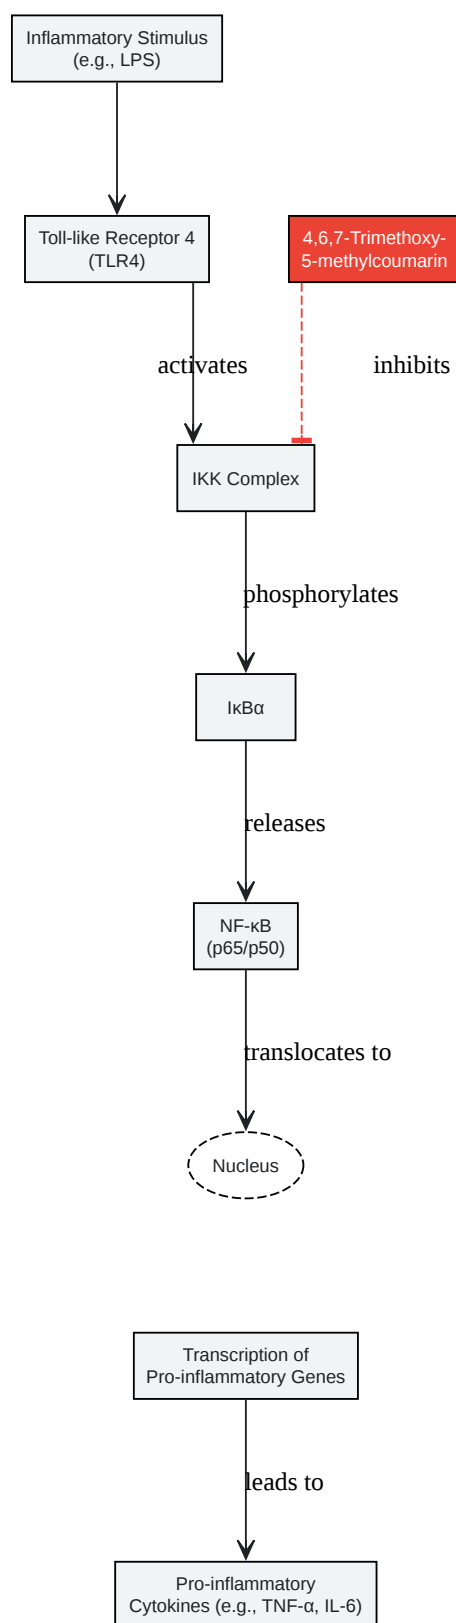 Inflammatory Stimulus
(e.g., LPS)
Toll-like Receptor 4
(TLR4)
4,6,7-Trimethoxy-
5-methylcoumarin
activates
inhibits
IKK Complex
phosphorylates
IκBα
releases
NF-κB
(p65/p50)
translocates to
Nucleus
Transcription of
Pro-inflammatory Genes
leads to
Pro-inflammatory
Cytokines (e.g., TNF-α, IL-6)